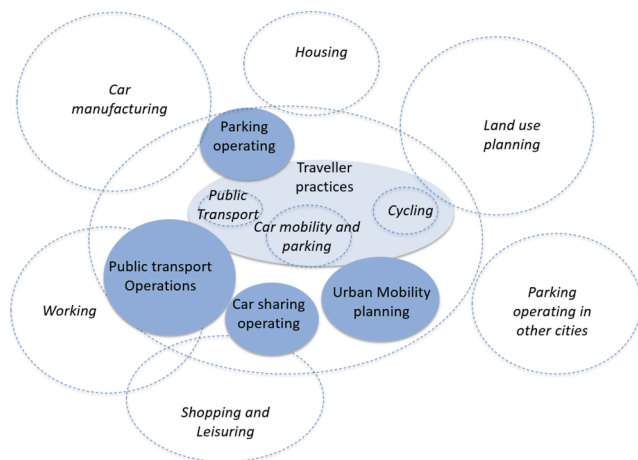 Housing
Car
manufacturing
Land use
planning
Parking
operating
Traveller
practices
Public
Transport
Cycling
Car mobility and
parking
Public transport
Operations
Car sharing
operating
Urban Mobility
planning
Working
Parking
operating in
other cities
Shopping and
Leisuring